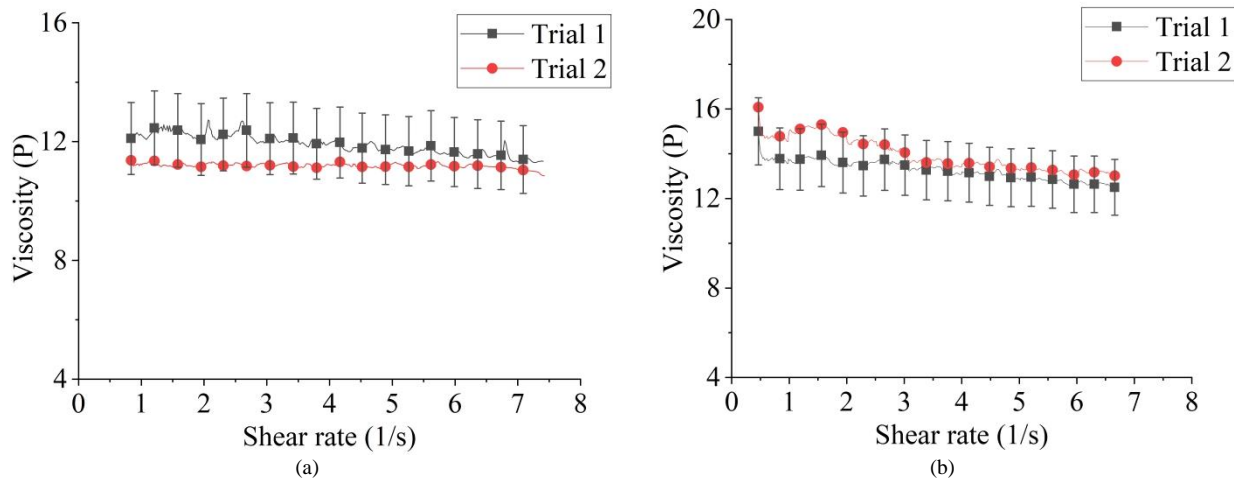 16
12
8
4
Viscosity (P)
0 1 2 3 4 5 6 7 8
Shear rate (1/s)
Trial 1
Trial 2
(a)
20
16
12
8
4
Viscosity (P)
0 1 2 3 4 5 6 7 8
Shear rate (1/s)
Trial 1
Trial 2
(b)